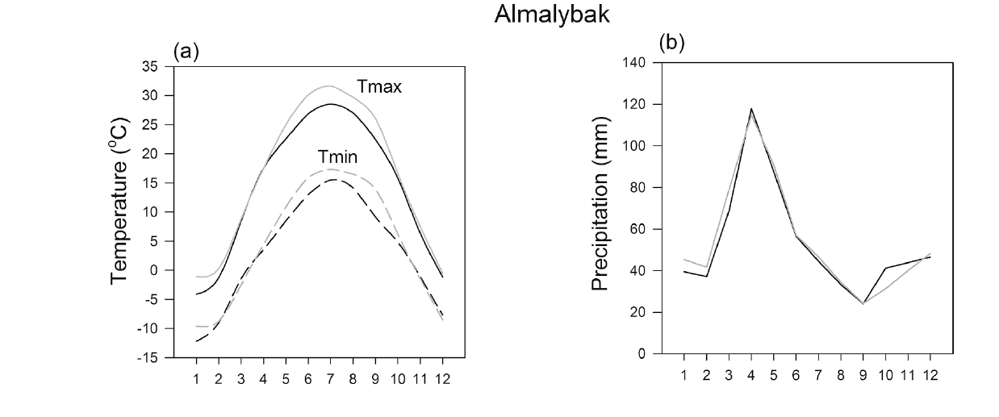 Almalybak
(a)
Tmax
Tmin
Temperature (°C)
35
30
25
20
15
10
5
0
-5
-10
-15
1 2 3 4 5 6 7 8 9 10 11 12
(b)
Precipitation (mm)
140
120
100
80
60
40
20
0
1 2 3 4 5 6 7 8 9 10 11 12